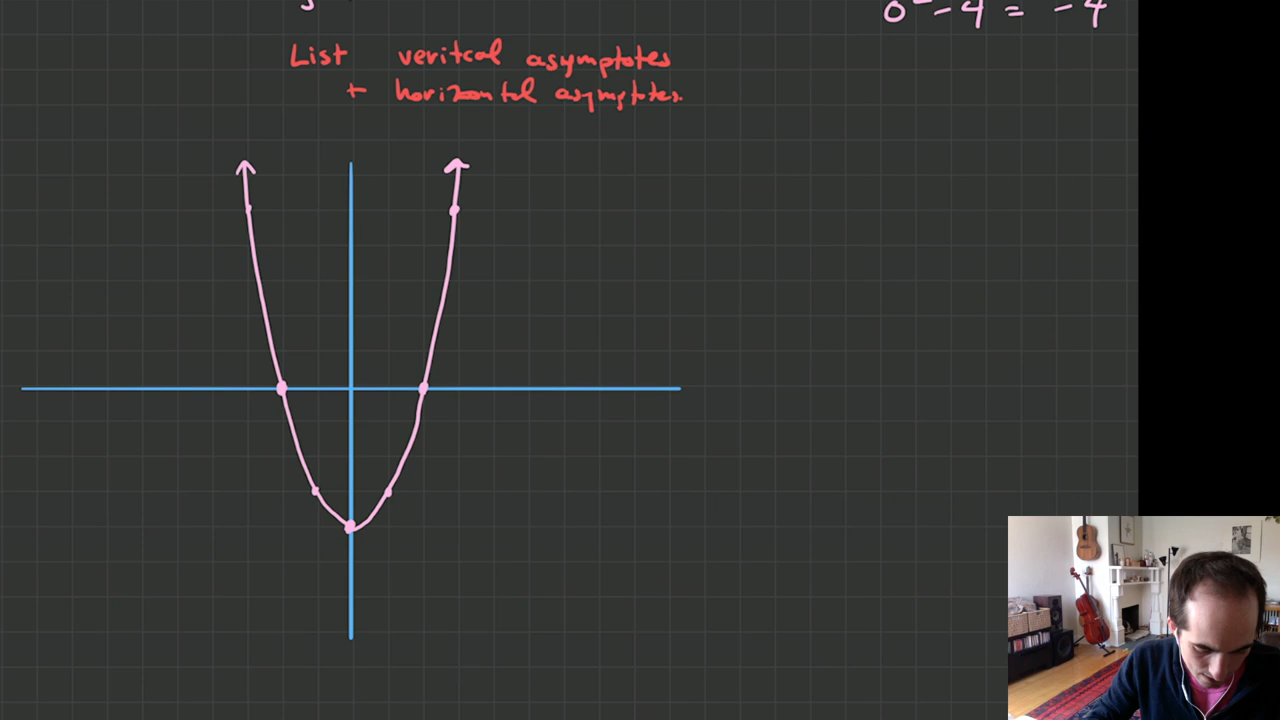 0² - 4 = -4
List veritcal asymptotes
+ horizontal asymptotes.